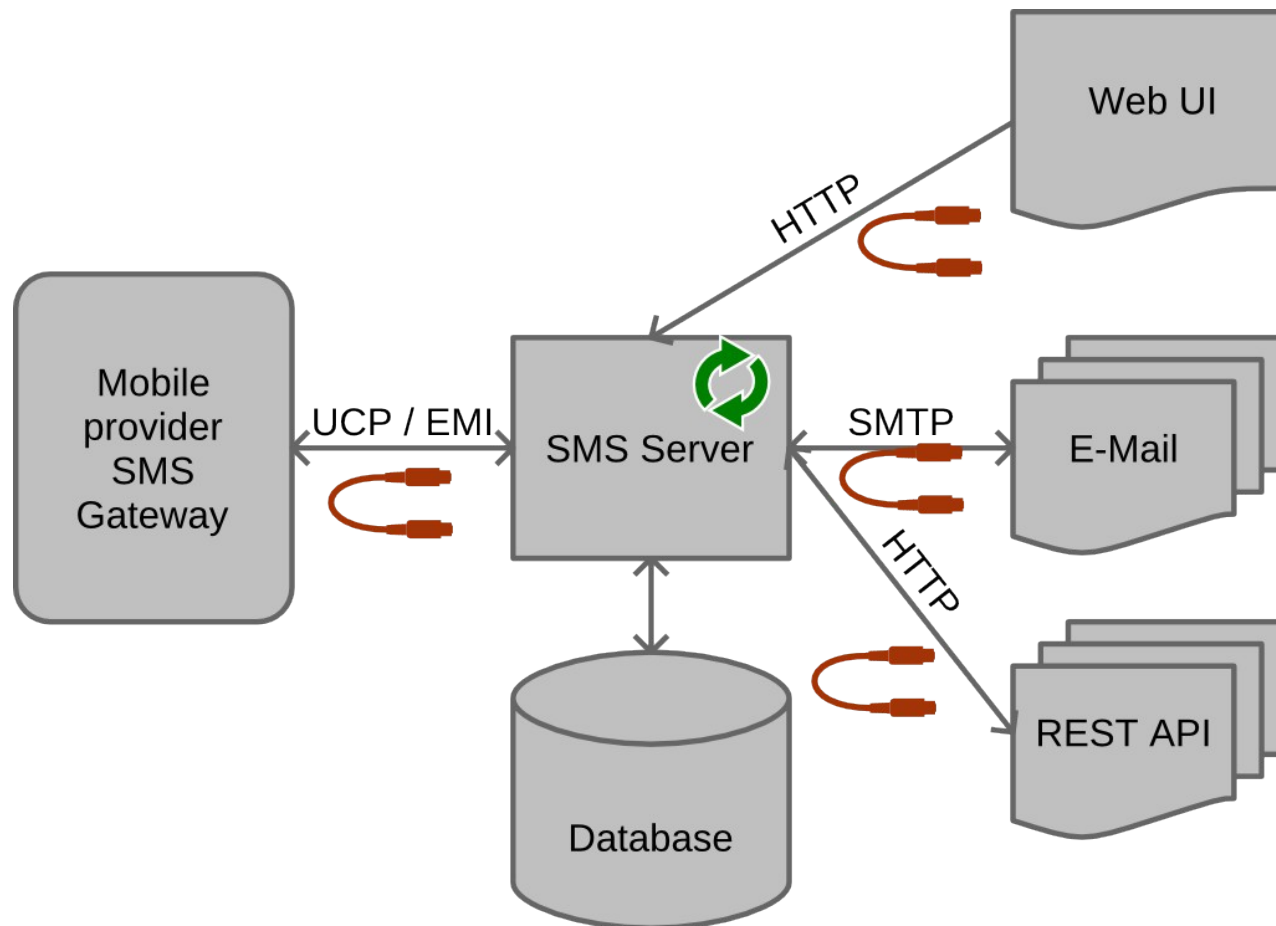 Web UI
HTTP
Mobile
provider
SMS
Gateway
UCP / EMI
SMS Server
SMTP
E-Mail
HTTP
REST API
Database